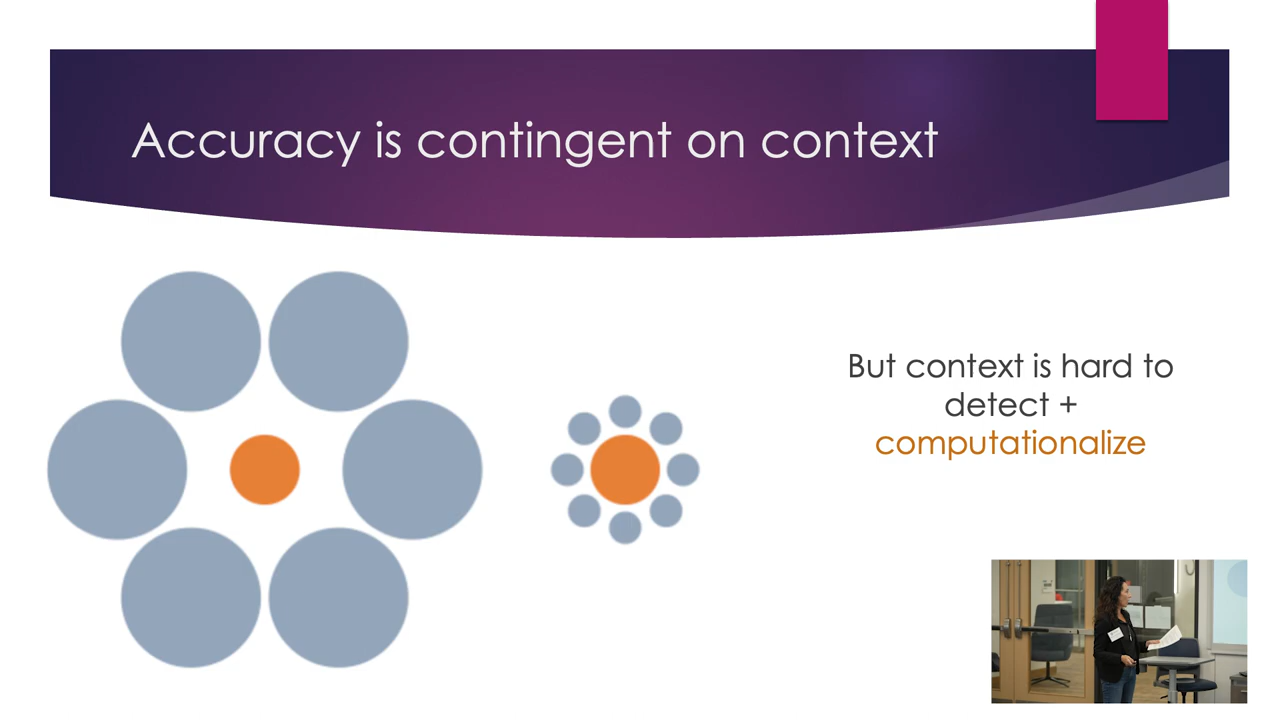 Accuracy is contingent on context
But context is hard to
detect +
computationalize